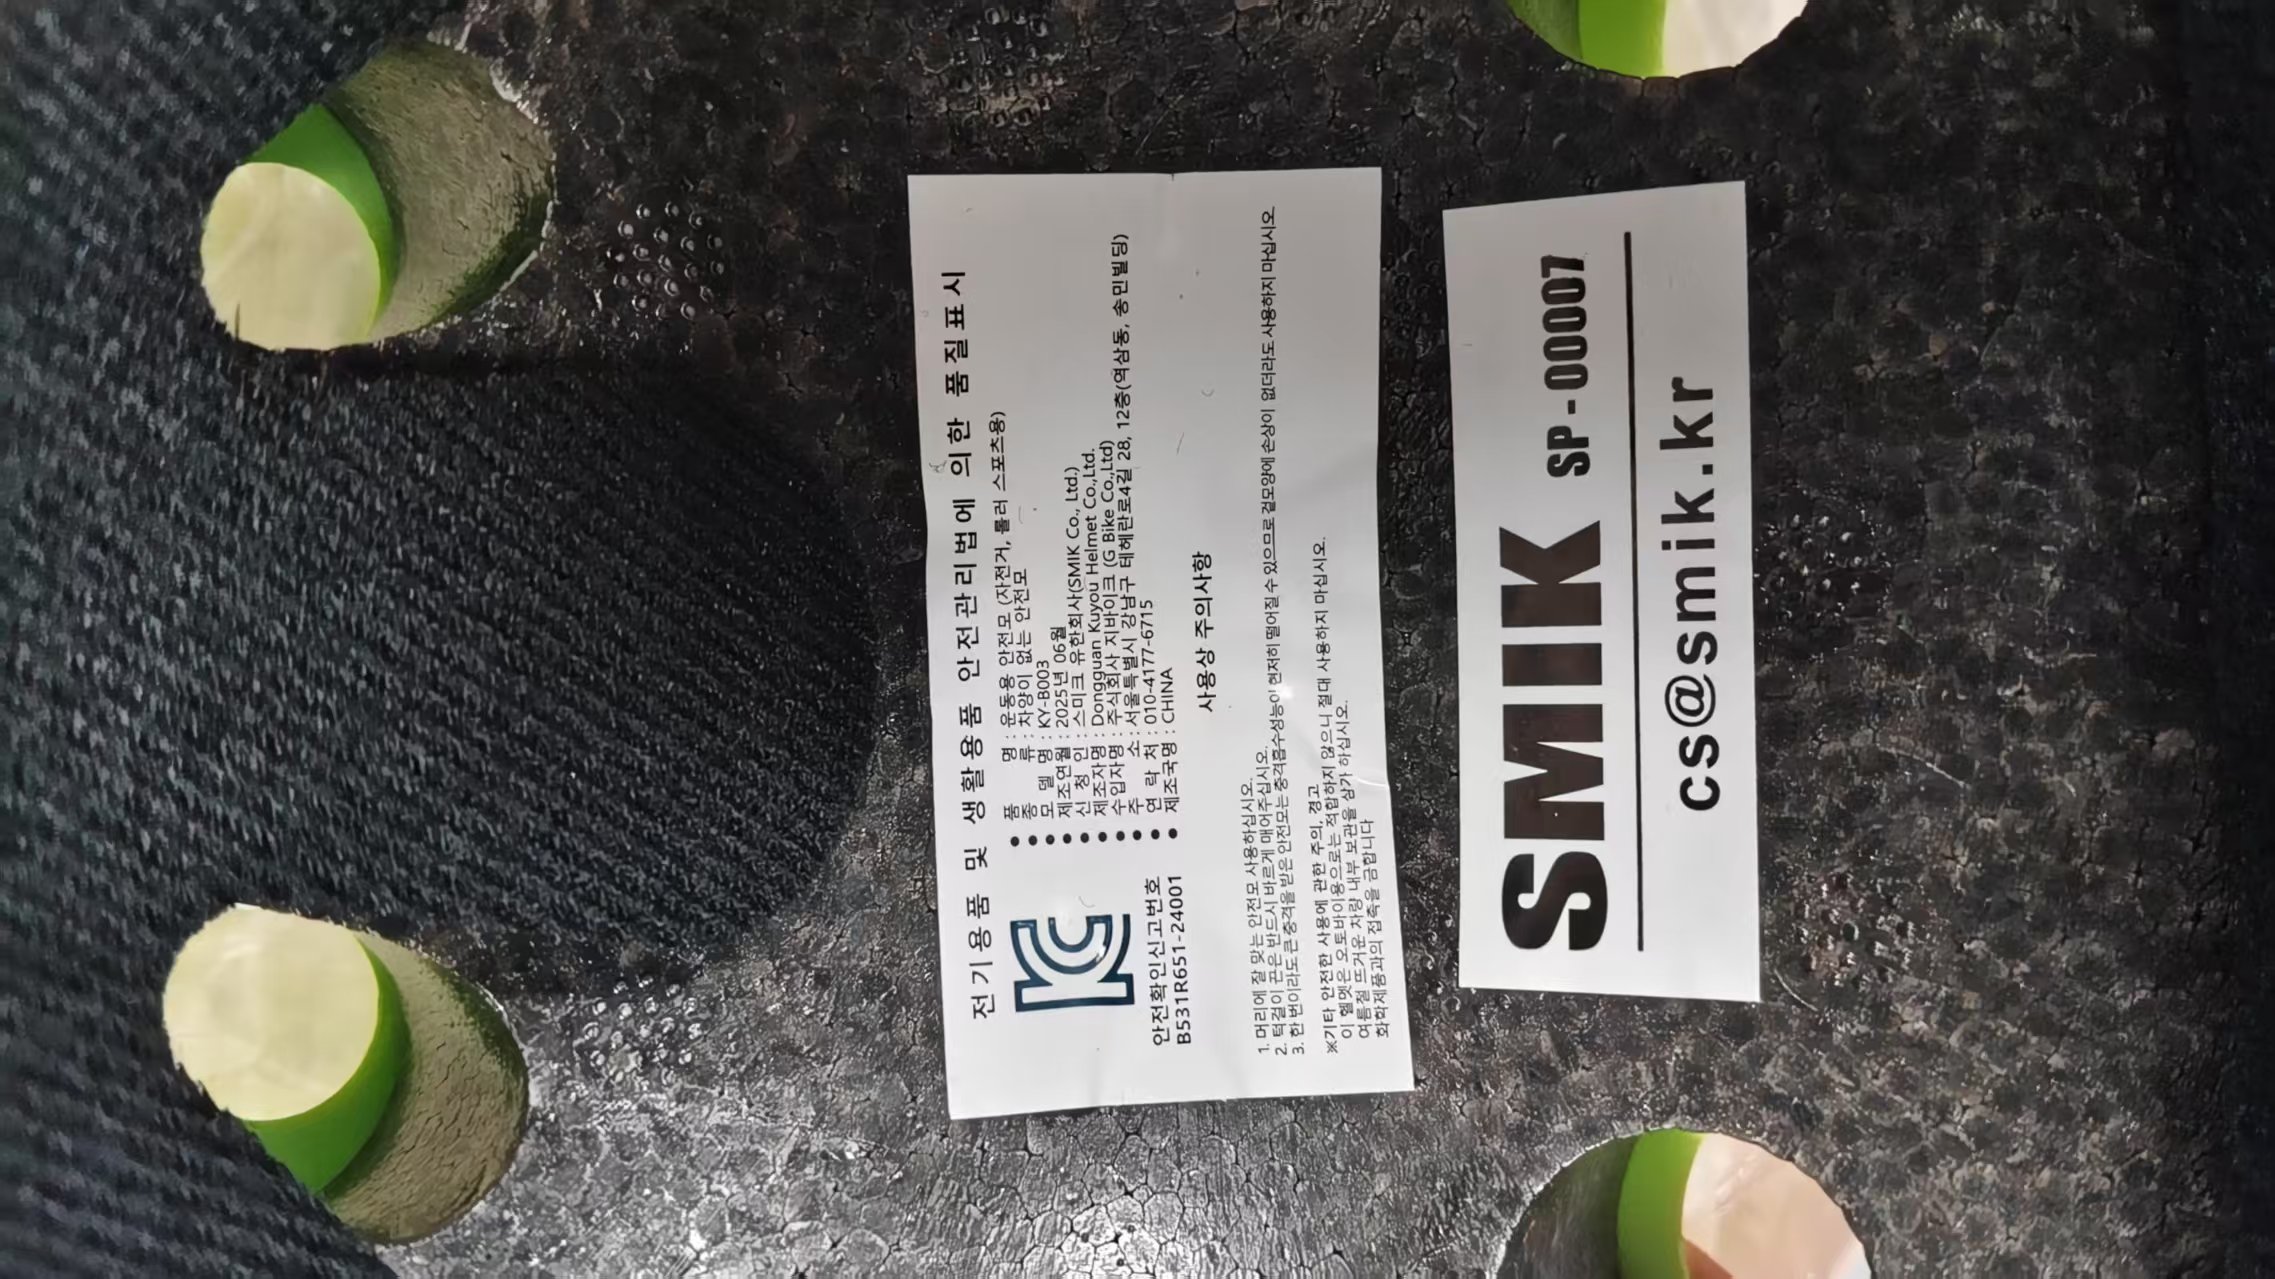 전기용품 및 생활용품 안전관리법에 의한 품질표시
● 품 명 : 운동용 안전모 (자전거, 롤러 스포츠용)
● 종 류 : 차양이 없는 안전모
● 모 델 명 : KY-B003
● 제조연월 : 2025년 06월
● 신 청 인 : 스미크 유한회사(SMIK Co., Ltd.)
● 제조자명 : Dongguan Kuyou Helmet Co.,Ltd.
● 수입자명 : 주식회사 지바이크 (G Bike Co.,Ltd)
● 주 소 : 서울특별시 강남구 테헤란로4길 28, 12층(역삼동, 송민빌딩)
● 연 락 처 : 010-4177-6715
● 제조국명 : CHINA
KC
안전확인신고번호
B531R651-24001
사용상 주의사항
1. 머리에 잘 맞는 안전모 사용하십시오.
2. 턱걸이 끈은 반드시 바르게 매어주십시오.
3. 한 번이라도 큰 충격을 받은 안전모는 충격흡수성능이 현저히 떨어질 수 있으므로 겉모양에 손상이 없더라도 사용하지 마십시오
※기타 안전한 사용에 관한 주의, 경고
이 헬멧은 오토바이용으로는 적합하지 않으니 절대 사용하지 마십시오.
여름철 뜨거운 차량 내부 보관을 삼가 하십시오.
화학제품과의 접촉을 금합니다
SMIK SP-00007
cs@smik.kr